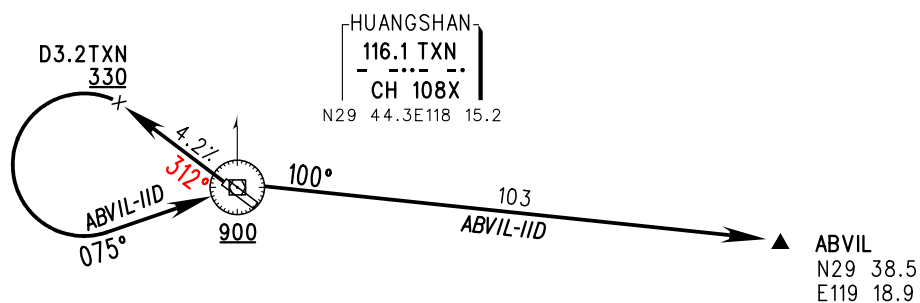 HUANGSHAN
116.1 TXN
CH 108X
N29 44.3E118 15.2
D3.2TXN
330
4.2%
312°
ABVIL-IID
075°
900
100°
103
ABVIL-IID
ABVIL
N29 38.5
E119 18.9